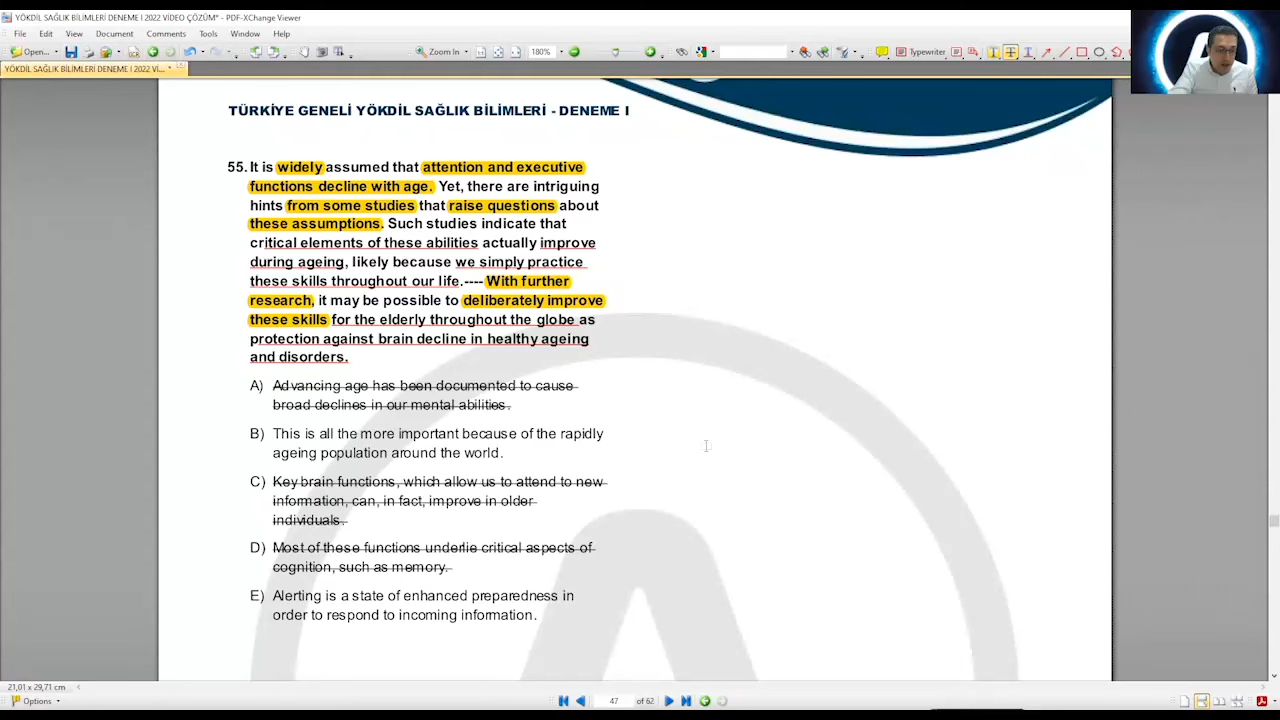 YÖKDİL SAĞLIK BİLİMLERİ DENEME I 2022 VİDEO ÇÖZÜM* - PDF-XChange Viewer
File Edit View Document Comments Tools Window Help
Open... Zoom In 180% Typewriter
YÖKDİL SAĞLIK BİLİMLERİ DENEME I 2022 Vİ...
TÜRKİYE GENELİ YÖKDİL SAĞLIK BİLİMLERİ - DENEME I
55. It is widely assumed that attention and executive
functions decline with age. Yet, there are intriguing
hints from some studies that raise questions about
these assumptions. Such studies indicate that
critical elements of these abilities actually improve
during ageing, likely because we simply practice
these skills throughout our life.---- With further
research, it may be possible to deliberately improve
these skills for the elderly throughout the globe as
protection against brain decline in healthy ageing
and disorders.
A) Advancing age has been documented to cause
broad declines in our mental abilities.
B) This is all the more important because of the rapidly
ageing population around the world.
C) Key brain functions, which allow us to attend to new
information, can, in fact, improve in older
individuals.
D) Most of these functions underlie critical aspects of
cognition, such as memory.
E) Alerting is a state of enhanced preparedness in
order to respond to incoming information.
21,01 x 29,71 cm
Options 47 of 62